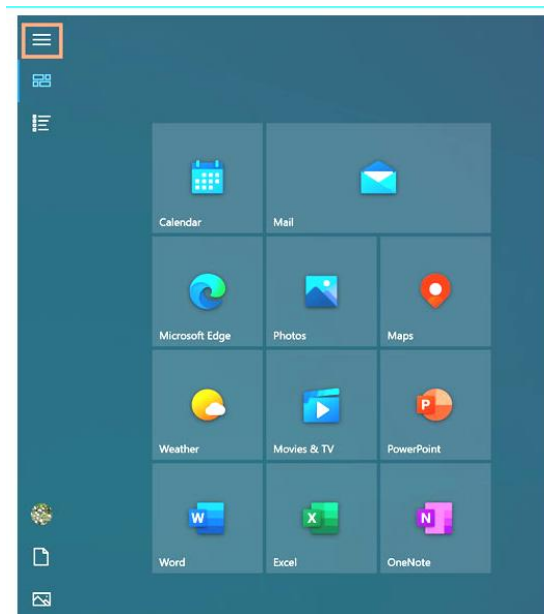 Calendar
Mail
Microsoft Edge
Photos
Maps
Weather
Movies & TV
P
PowerPoint
W
X
N
Word
Excel
OneNote